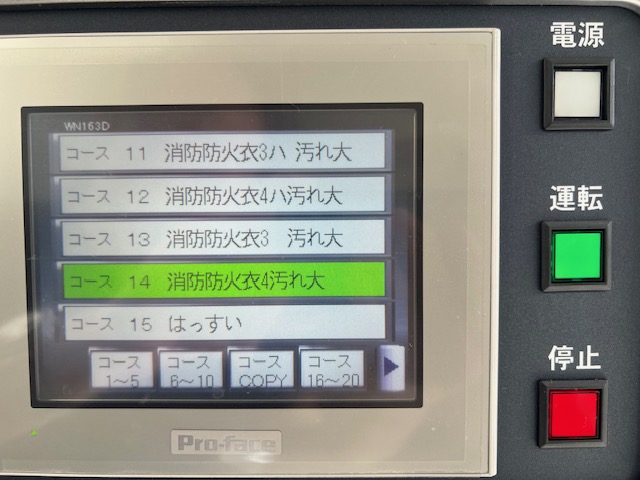 電源
WN163D
コース 11 消防防火衣3ハ 汚れ大
コース 12 消防防火衣4ハ汚れ大
運転
コース 13 消防防火衣3 汚れ大
コース 14 消防防火衣4汚れ大
コース 15 はっすい
停止
コース 1~5
コース 6~10
コース COPY
コース 16~20
Pro-face